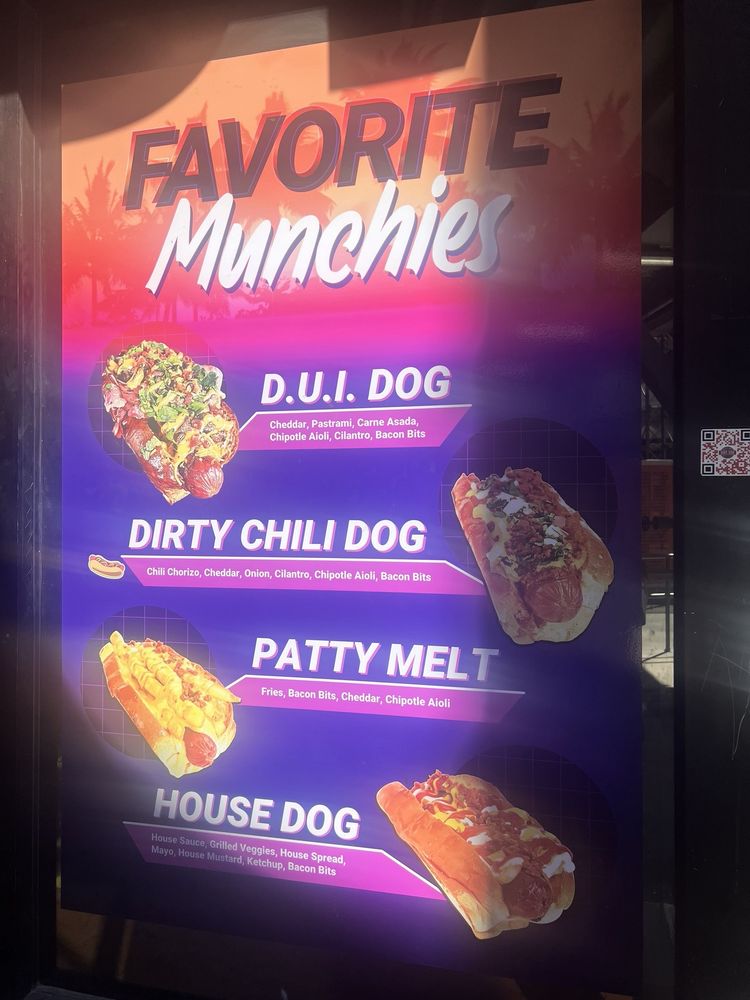 FAVORITE
Munchies
D.U.I. DOG
Cheddar, Pastrami, Carne Asada,
Chipotle Aioli, Cilantro, Bacon Bits
DIRTY CHILI DOG
Chili Chorizo, Cheddar, Onion, Cilantro, Chipotle Aioli, Bacon Bits
PATTY MELT
Fries, Bacon Bits, Cheddar, Chipotle Aioli
HOUSE DOG
House Sauce, Grilled Veggies, House Spread,
Mayo, House Mustard, Ketchup, Bacon Bits